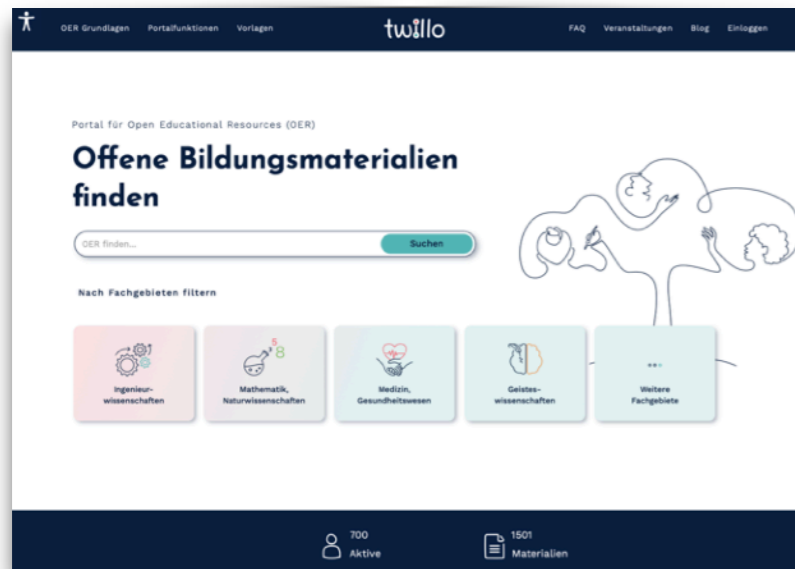 OER Grundlagen Portalfunktionen Vorlagen twillo FAQ Veranstaltungen Blog Einloggen
Portal für Open Educational Resources (OER)
Offene Bildungsmaterialien
finden
OER finden... Suchen
Nach Fachgebieten filtern
5
8
Ingenieur-
wissenschaften
Mathematik,
Naturwissenschaften
Medizin,
Gesundheitswesen
Geistes-
wissenschaften
Weitere
Fachgebiete
700
Aktive
1501
Materialien